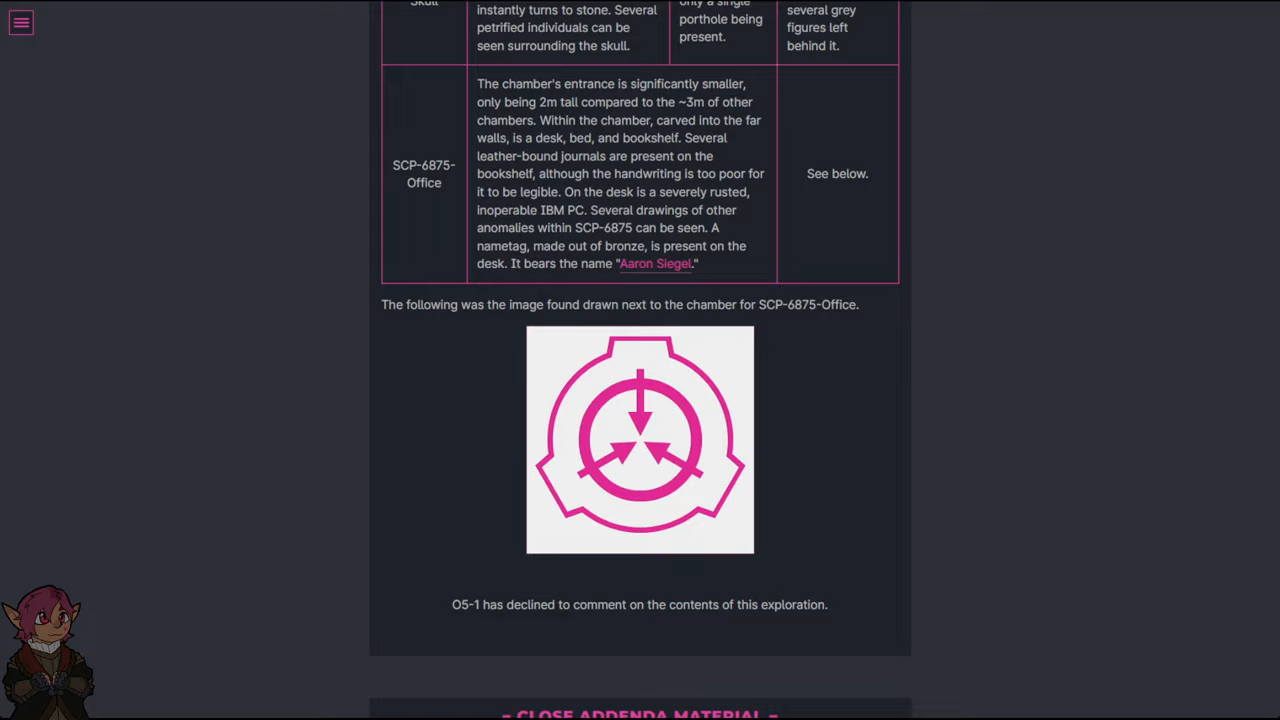 Skull
instantly turns to stone. Several
petrified individuals can be
seen surrounding the skull.
only a single
porthole being
present.
several grey
figures left
behind it.
SCP-6875-
Office
The chamber's entrance is significantly smaller,
only being 2m tall compared to the ~3m of other
chambers. Within the chamber, carved into the far
walls, is a desk, bed, and bookshelf. Several
leather-bound journals are present on the
bookshelf, although the handwriting is too poor for
it to be legible. On the desk is a severely rusted,
inoperable IBM PC. Several drawings of other
anomalies within SCP-6875 can be seen. A
nametag, made out of bronze, is present on the
desk. It bears the name "Aaron Siegel."
See below.
The following was the image found drawn next to the chamber for SCP-6875-Office.
O5-1 has declined to comment on the contents of this exploration.
– CLOSE ADDENDA MATERIAL –